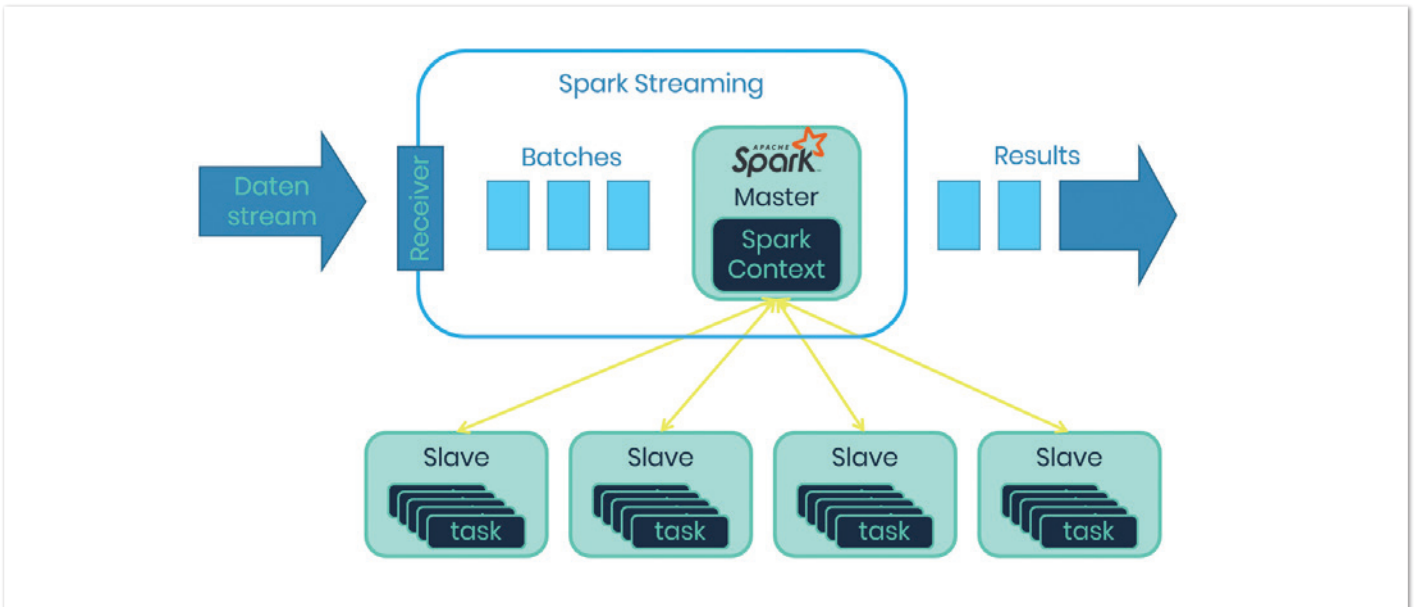 Spark Streaming
Daten
stream
Receiver
Batches
APACHE
Spark
Master
Spark
Context
Results
Slave
task
Slave
task
Slave
task
Slave
task